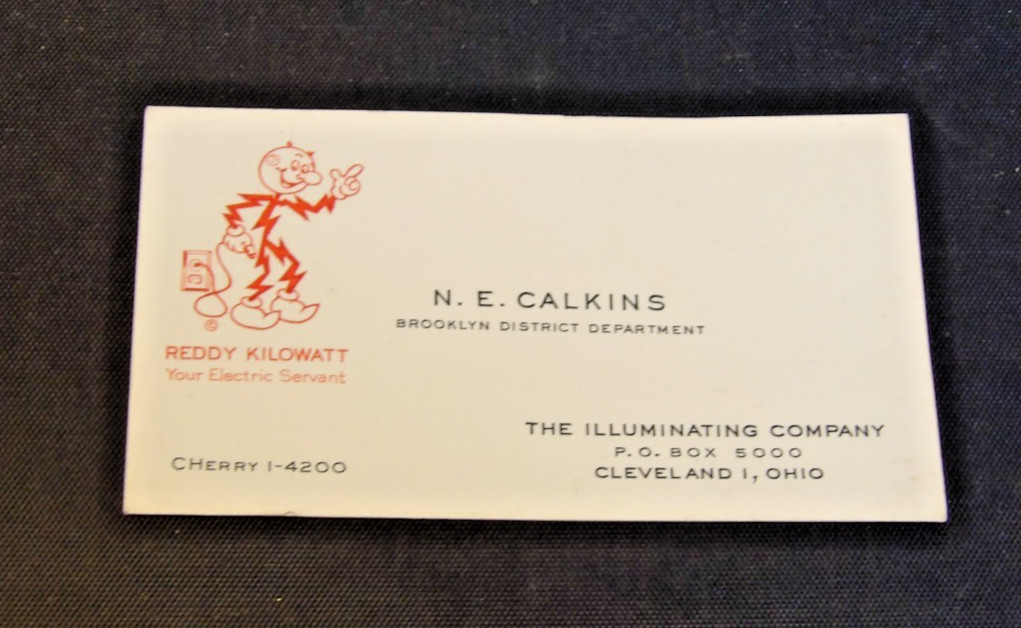 ©
REDDY KILOWATT
Your Electric Servant
N. E. CALKINS
BROOKLYN DISTRICT DEPARTMENT
CHERRY 1-4200
THE ILLUMINATING COMPANY
P.O. BOX 5000
CLEVELAND 1, OHIO